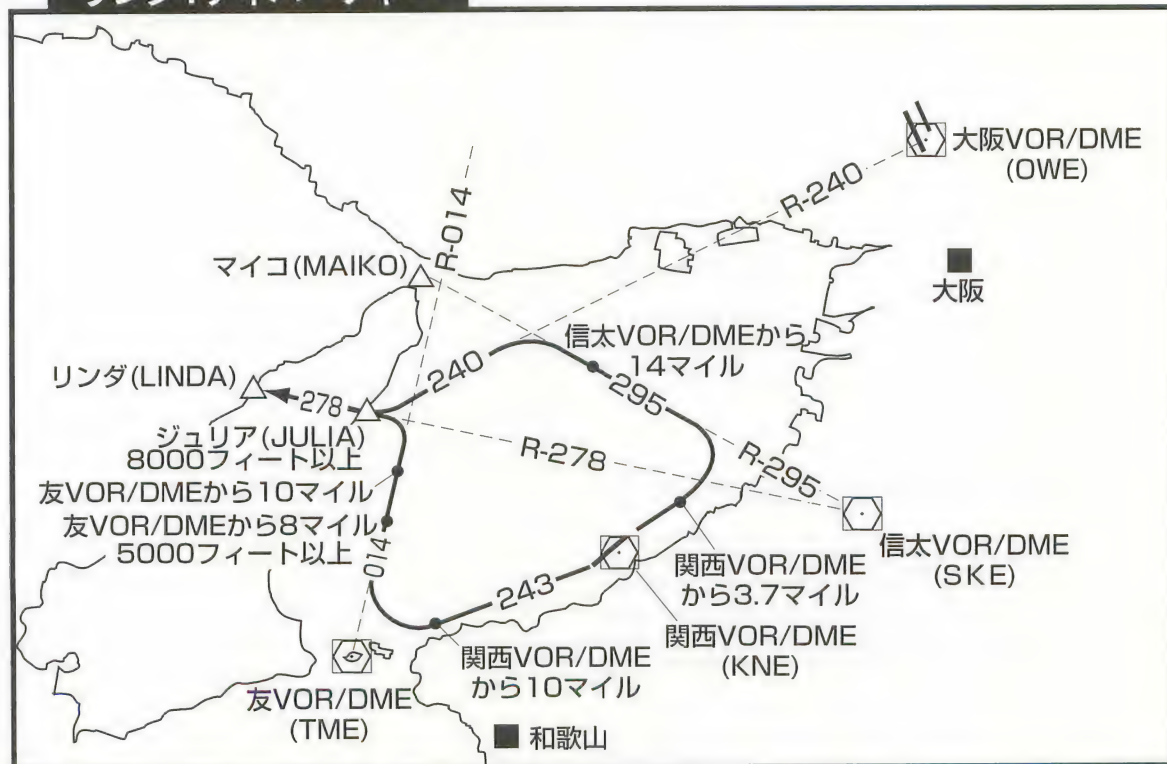 大阪VOR/DME
(OWE)
R-240
R-014
大阪
マイコ(MAIKO)
信太VOR/DMEから
14マイル
240
295
リンダ(LINDA)
278
ジュリア(JULIA)
8000フィート以上
R-278
R-295
友VOR/DMEから10マイル
友VOR/DMEから8マイル
5000フィート以上
014
信太VOR/DME
(SKE)
243
関西VOR/DME
から3.7マイル
関西VOR/DME
(KNE)
関西VOR/DME
から10マイル
友VOR/DME
(TME)
和歌山